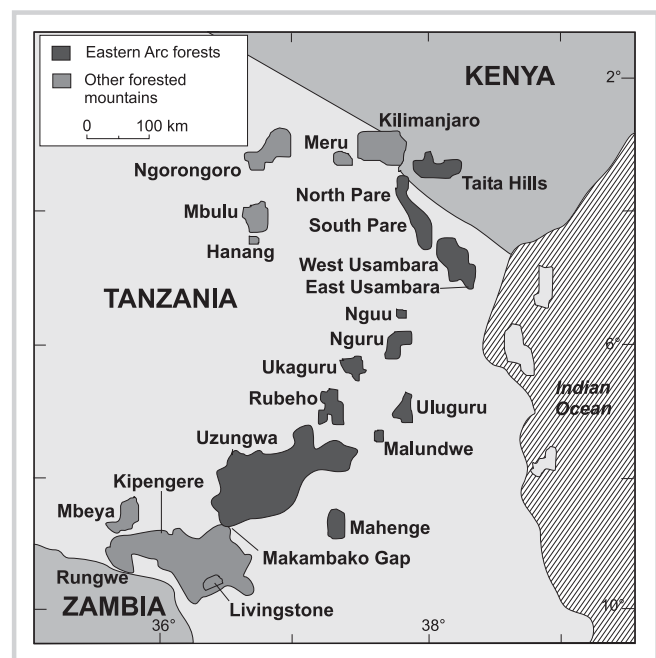 Eastern Arc forests
Other forested
mountains
0 100 km
KENYA
2°
Kilimanjaro
Meru
Ngorongoro
Taita Hills
North Pare
Mbulu
South Pare
Hanang
West Usambara
East Usambara
TANZANIA
Nguu
Nguru
6°
Ukaguru
Rubeho
Indian
Ocean
Uluguru
Uzungwa
Malundwe
Kipengere
Mbeya
Mahenge
Makambako Gap
Rungwe
ZAMBIA
Livingstone
10°
36°
38°